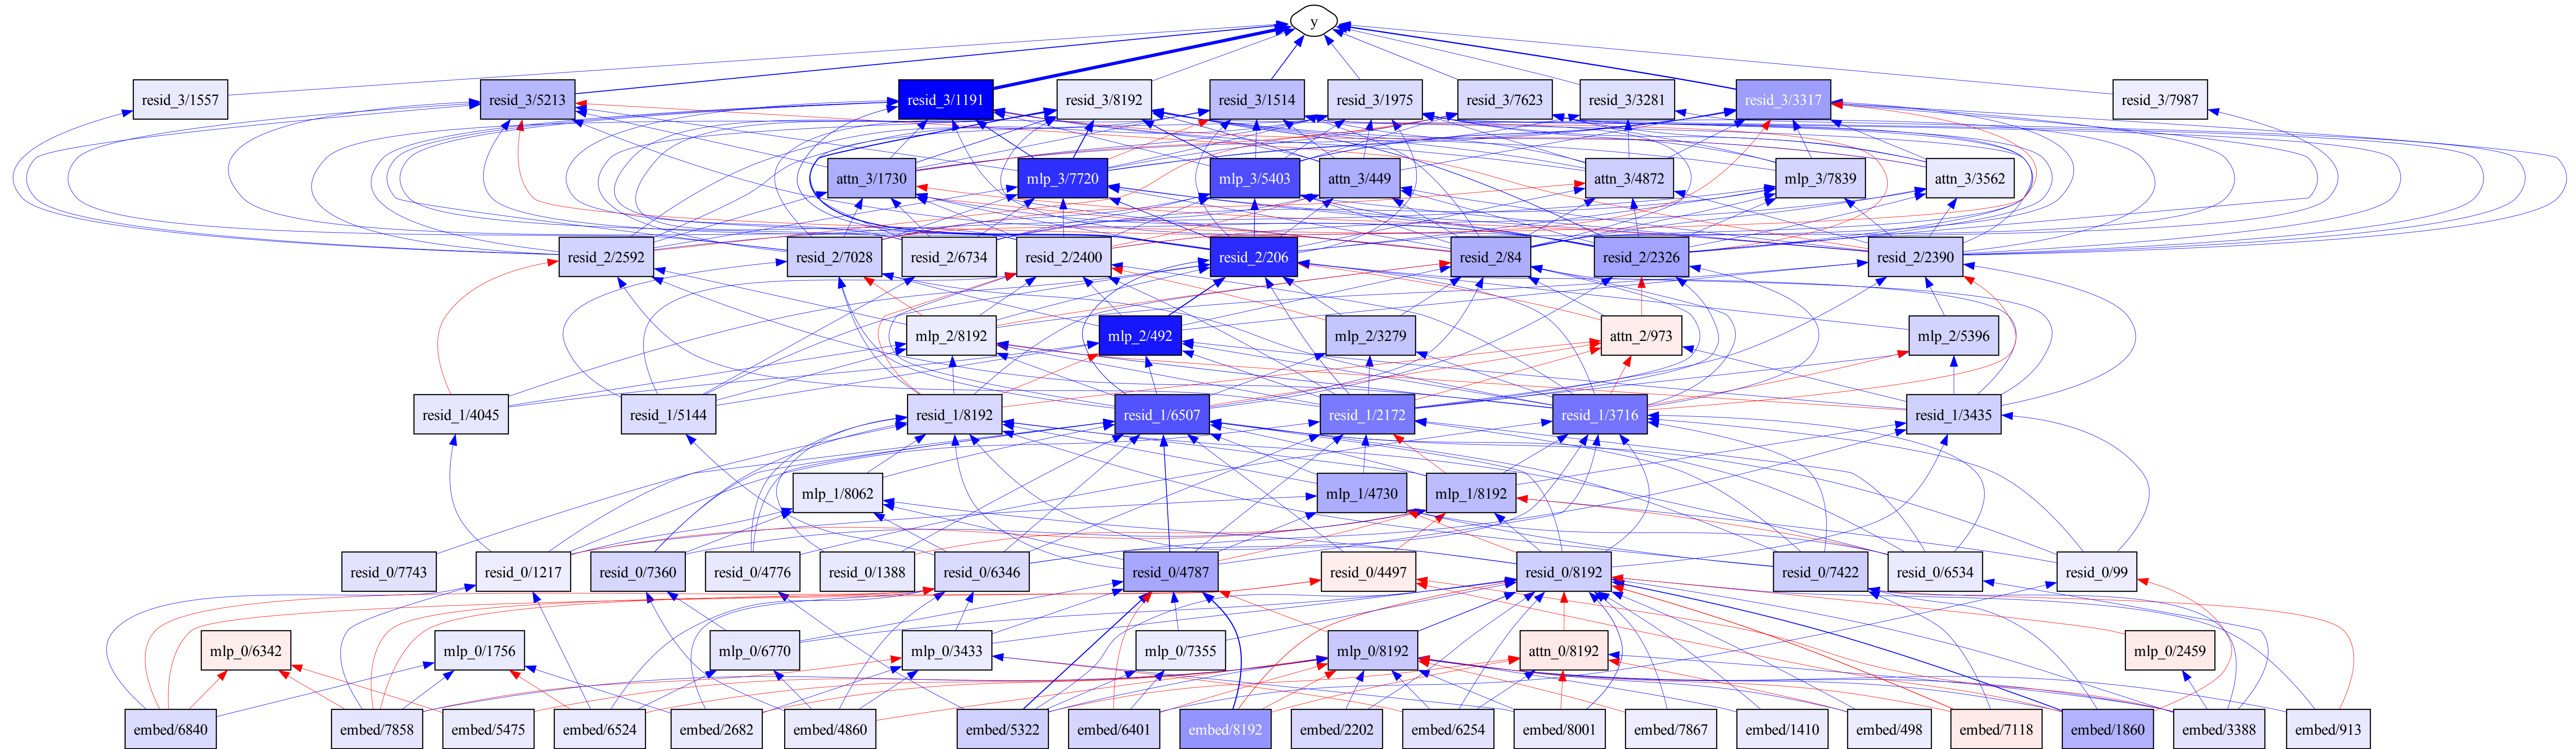 y
resid_3/1557 resid_3/5213 resid_3/1191 resid_3/8192 resid_3/1514 resid_3/1975 resid_3/7623 resid_3/3281 resid_3/3317 resid_3/7987
attn_3/1730 mlp_3/7720 mlp_3/5403 attn_3/449 attn_3/4872 mlp_3/7839 attn_3/3562
resid_2/2592 resid_2/7028 resid_2/6734 resid_2/2400 resid_2/206 resid_2/84 resid_2/2326 resid_2/2390
mlp_2/8192 mlp_2/492 mlp_2/3279 attn_2/973 mlp_2/5396
resid_1/4045 resid_1/5144 resid_1/8192 resid_1/6507 resid_1/2172 resid_1/3716 resid_1/3435
mlp_1/8062 mlp_1/4730 mlp_1/8192
resid_0/7743 resid_0/1217 resid_0/7360 resid_0/4776 resid_0/1388 resid_0/6346 resid_0/4787 resid_0/4497 resid_0/8192 resid_0/7422 resid_0/6534 resid_0/99
mlp_0/6342 mlp_0/1756 mlp_0/6770 mlp_0/3433 mlp_0/7355 mlp_0/8192 attn_0/8192 mlp_0/2459
embed/6840 embed/7858 embed/5475 embed/6524 embed/2682 embed/4860 embed/5322 embed/6401 embed/8192 embed/2202 embed/6254 embed/8001 embed/7867 embed/1410 embed/498 embed/7118 embed/1860 embed/3388 embed/913